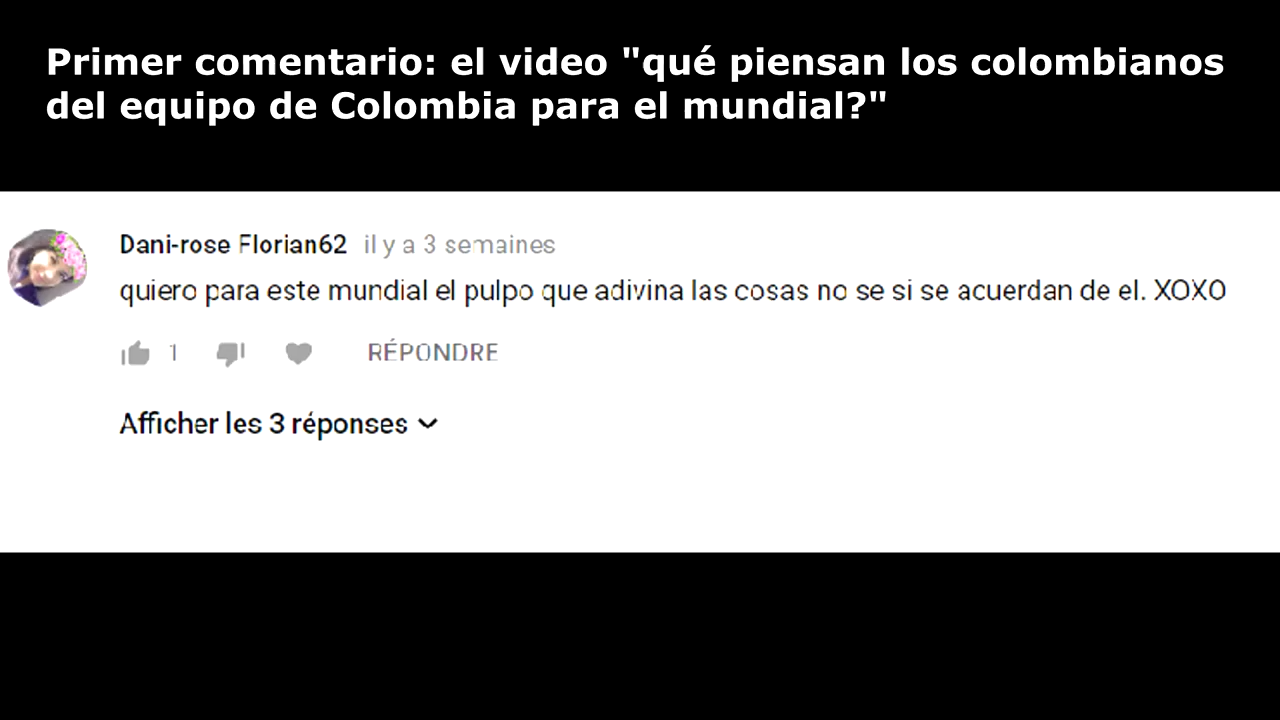 Primer comentario: el video "qué piensan los colombianos
del equipo de Colombia para el mundial?"
Dani-rose Florian62 il y a 3 semaines
quiero para este mundial el pulpo que adivina las cosas no se si se acuerdan de el. XOXO
1 RÉPONDRE
Afficher les 3 réponses